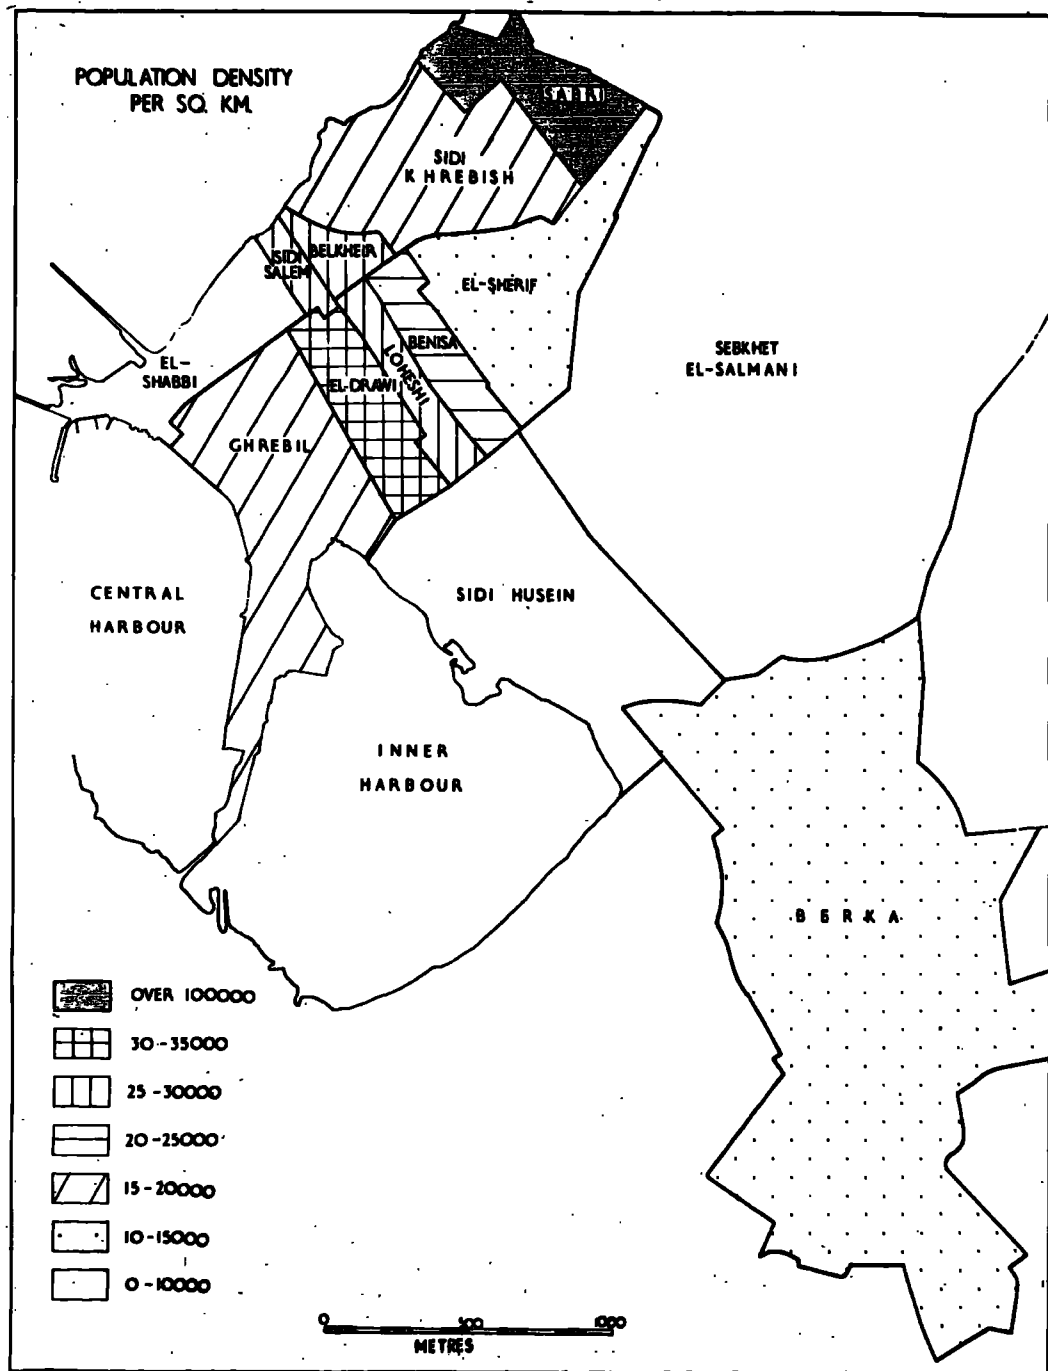 POPULATION DENSITY
PER SQ. KM.
SABRI
SIDI
KHREBISH
SIDI
SALEM
BELKHEIR
EL-SHERIF
BENISA
SEBKHET
EL-SALMANI
EL-
SHABBI
LOHESHI
EL-DRAWI
GHREBIL
CENTRAL
HARBOUR
SIDI HUSEIN
INNER
HARBOUR
BERKA
OVER 100000
30-35000
25-30000
20-25000
15-20000
10-15000
0-10000
0 500 1000
METRES